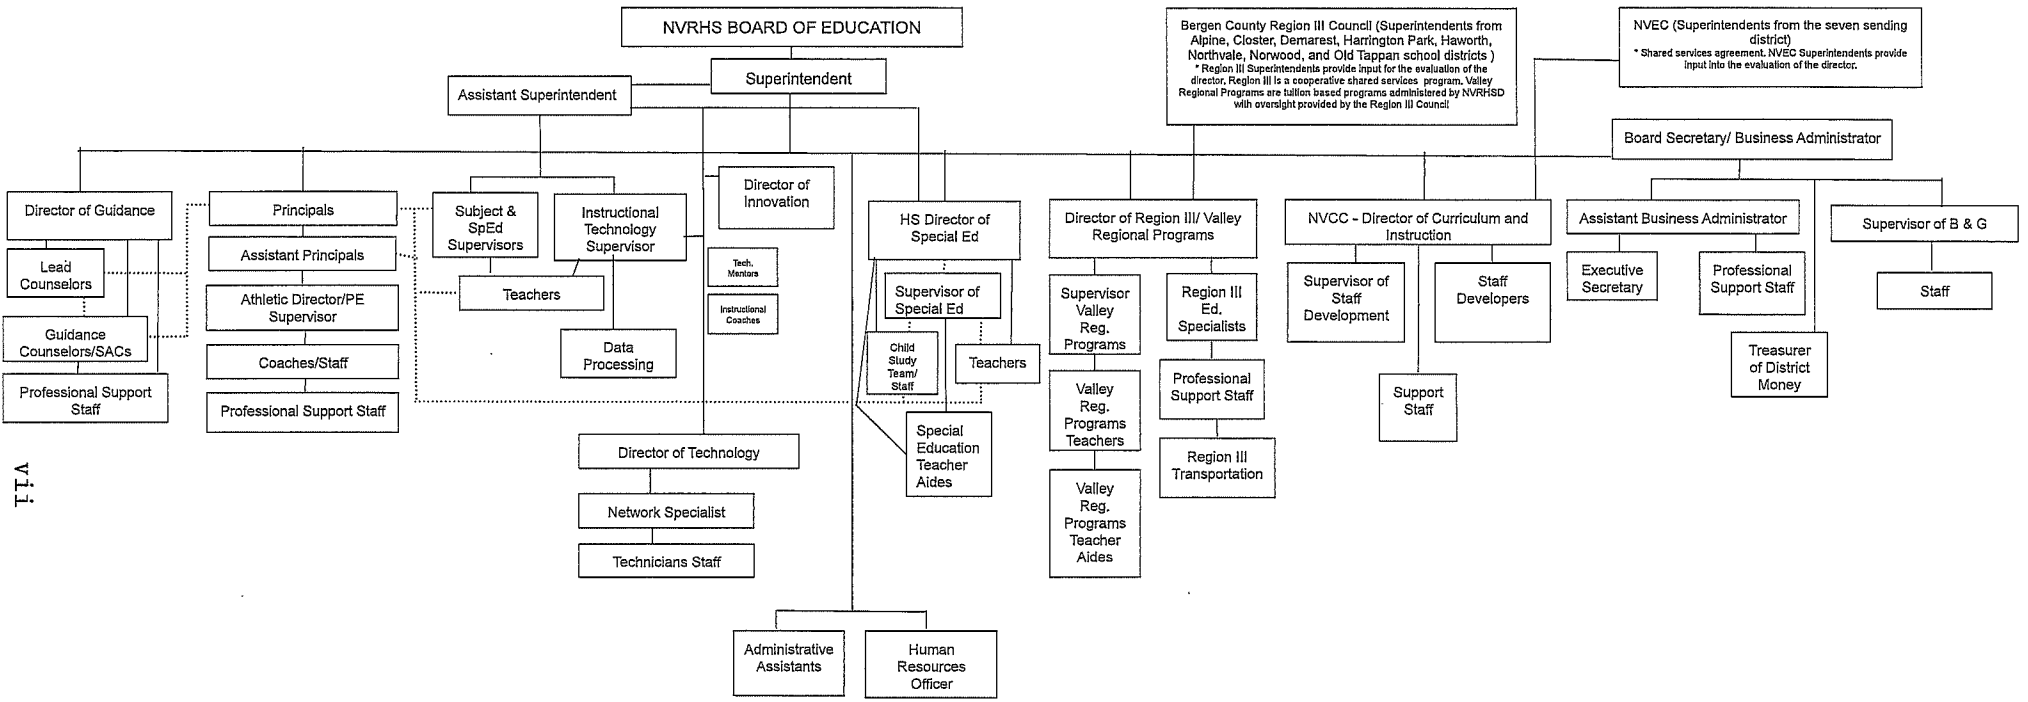 NVRHS BOARD OF EDUCATION
Superintendent
Assistant Superintendent
Bergen County Region III Council (Superintendents from
Alpine, Closter, Demarest, Harrington Park, Haworth,
Northvale, Norwood, and Old Tappan school districts )
* Region III Superintendents provide input for the evaluation of the
director. Region III is a cooperative shared services program, Valley
Regional Programs are tuition based programs administered by NVRHSD
with oversight provided by the Region III Council
NVEC (Superintendents from the seven sending
district)
* Shared services agreement. NVEC Superintendents provide
input into the evaluation of the director.
Board Secretary/ Business Administrator
Director of Guidance
Lead
Counselors
Guidance
Counselors/SACs
Professional Support
Staff
Principals
Assistant Principals
Athletic Director/PE
Supervisor
Coaches/Staff
Professional Support Staff
Subject &
SpEd
Supervisors
Instructional
Technology
Supervisor
Teachers
Data
Processing
Director of
Innovation
Tech.
Mentors
Instructional
Coaches
Director of Technology
Network Specialist
Technicians Staff
HS Director of
Special Ed
Supervisor of
Special Ed
Child
Study
Team/
Staff
Teachers
Special
Education
Teacher
Aides
Administrative
Assistants
Human
Resources
Officer
Director of Region III/ Valley
Regional Programs
Supervisor
Valley
Reg.
Programs
Valley
Reg.
Programs
Teachers
Valley
Reg.
Programs
Teacher
Aides
Region III
Ed.
Specialists
Professional
Support Staff
Region III
Transportation
NVCC - Director of Curriculum and
Instruction
Supervisor of
Staff
Development
Support
Staff
Staff
Developers
Assistant Business Administrator
Executive
Secretary
Professional
Support Staff
Treasurer
of District
Money
Supervisor of B & G
Staff
vii